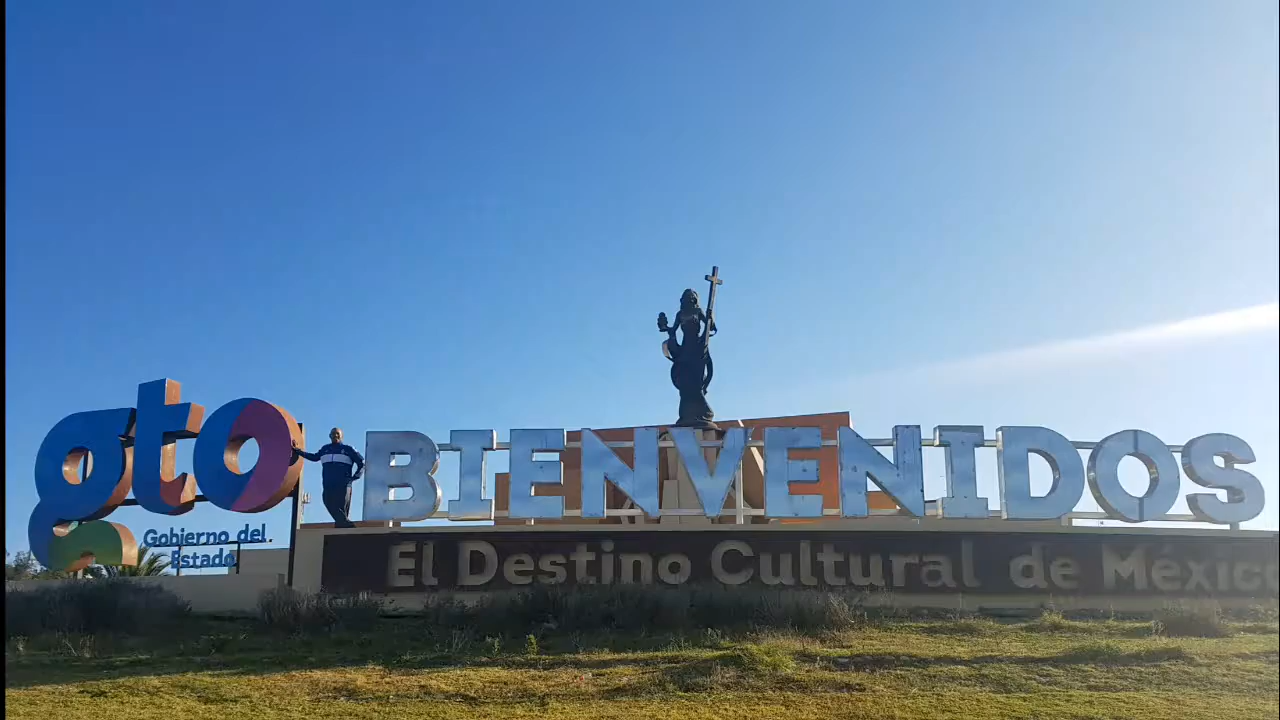 gto
Gobierno del
Estado
BIENVENIDOS
El Destino Cultural de México